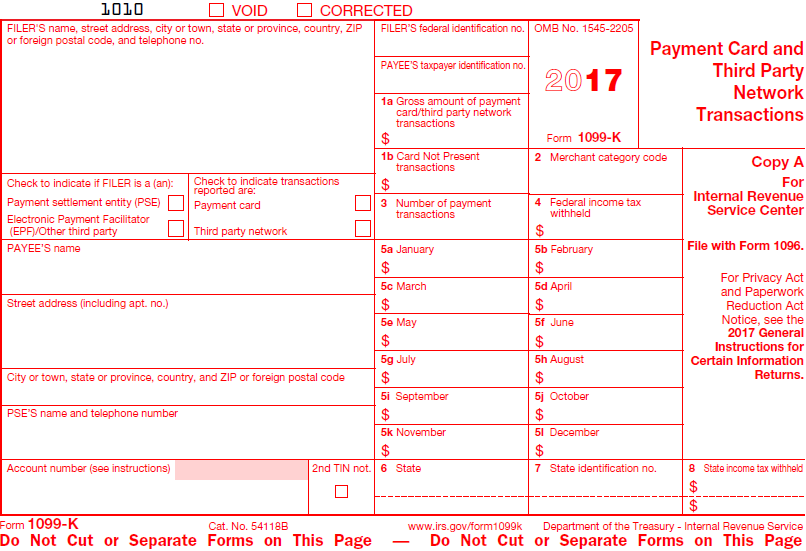 1010
VOID
CORRECTED
FILER'S name, street address, city or town, state or province, country, ZIP
or foreign postal code, and telephone no.
FILER'S federal identification no.
OMB No. 1545-2205
PAYEE'S taxpayer identification no.
2017
Form 1099-K
Payment Card and
Third Party
Network
Transactions
1a Gross amount of payment
card/third party network
transactions
$
1b Card Not Present
transactions
$
2 Merchant category code
Copy A
For
Internal Revenue
Service Center
File with Form 1096.
For Privacy Act
and Paperwork
Reduction Act
Notice, see the
2017 General
Instructions for
Certain Information
Returns.
Check to indicate if FILER is a (an):
Payment settlement entity (PSE)
Electronic Payment Facilitator
(EPF)/Other third party
Check to indicate transactions
reported are:
Payment card
Third party network
3 Number of payment
transactions
4 Federal income tax
withheld
$
PAYEE'S name
5a January
$
5b February
$
Street address (including apt. no.)
5c March
$
5d April
$
5e May
$
5f June
$
5g July
$
5h August
$
City or town, state or province, country, and ZIP or foreign postal code
5i September
$
5j October
$
PSE'S name and telephone number
5k November
$
5l December
$
Account number (see instructions)
2nd TIN not.
6 State
7 State identification no.
8 State income tax withheld
$
$
Form 1099-K
Cat. No. 54118B
www.irs.gov/form1099k
Department of the Treasury - Internal Revenue Service
Do Not Cut or Separate Forms on This Page — Do Not Cut or Separate Forms on This Page